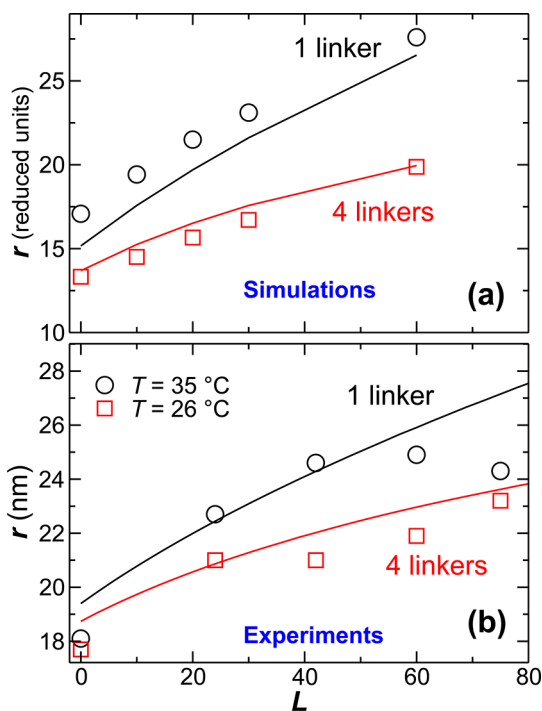 25
20
15
10
r (reduced units)
1 linker
4 linkers
Simulations
(a)
28
26
24
22
20
18
r (nm)
T = 35 °C
T = 26 °C
1 linker
4 linkers
Experiments
(b)
0 20 40 60 80
L